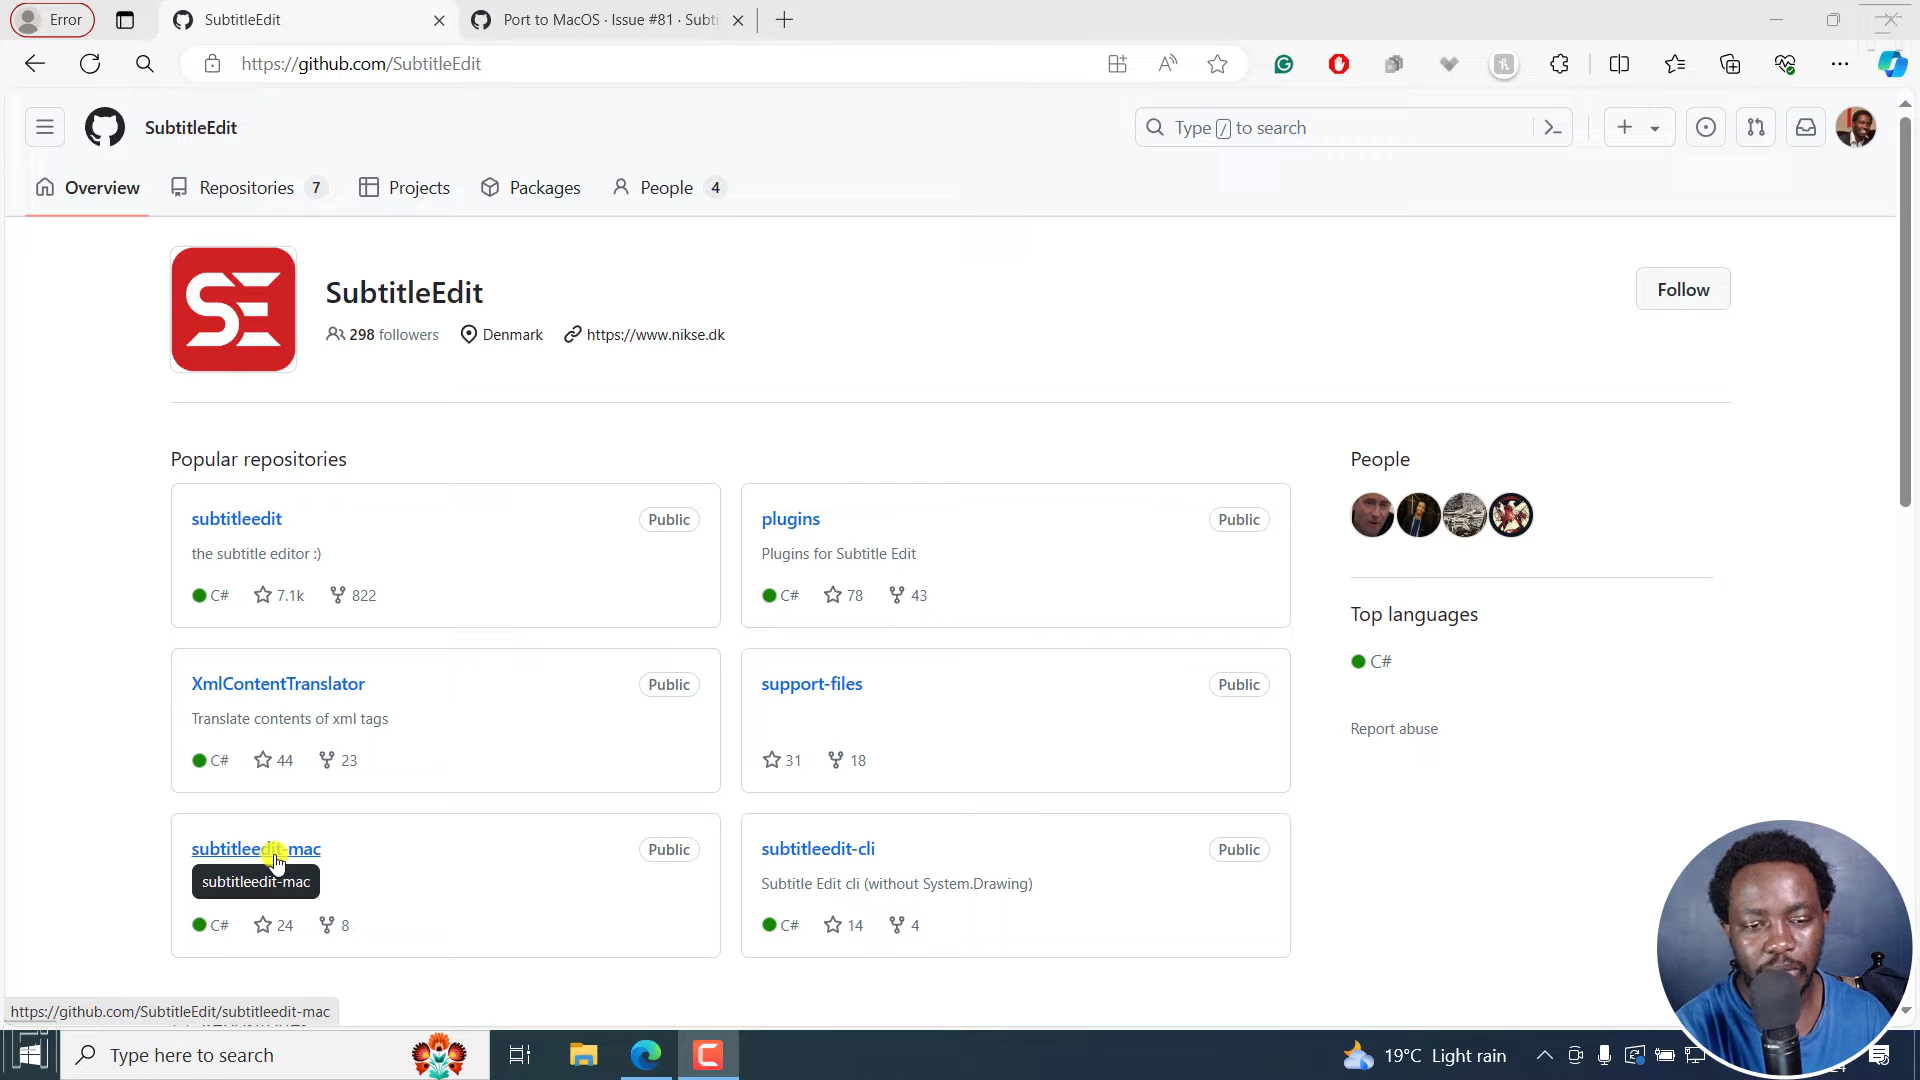 Error
SubtitleEdit
Port to MacOS · Issue #81 · Subti
https://github.com/SubtitleEdit
SubtitleEdit
Type / to search
Overview
Repositories 7
Projects
Packages
People 4
SE
SubtitleEdit
Follow
298 followers
Denmark
https://www.nikse.dk
Popular repositories
subtitleedit
Public
the subtitle editor :)
C# 7.1k 822
plugins
Public
Plugins for Subtitle Edit
C# 78 43
XmlContentTranslator
Public
Translate contents of xml tags
C# 44 23
support-files
Public
31 18
subtitleedit-mac
Public
subtitleedit-mac
C# 24 8
subtitleedit-cli
Public
Subtitle Edit cli (without System.Drawing)
C# 14 4
People
Top languages
C#
Report abuse
https://github.com/SubtitleEdit/subtitleedit-mac
Type here to search
19°C Light rain